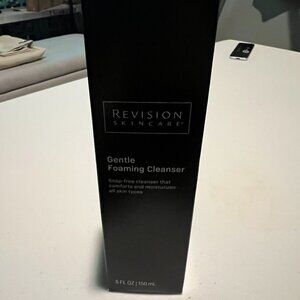 REVISION
SKINCARE®
Gentle
Foaming Cleanser
Soap-free cleanser that
comforts and moisturizes
all skin types
5 FL OZ | 150 mL